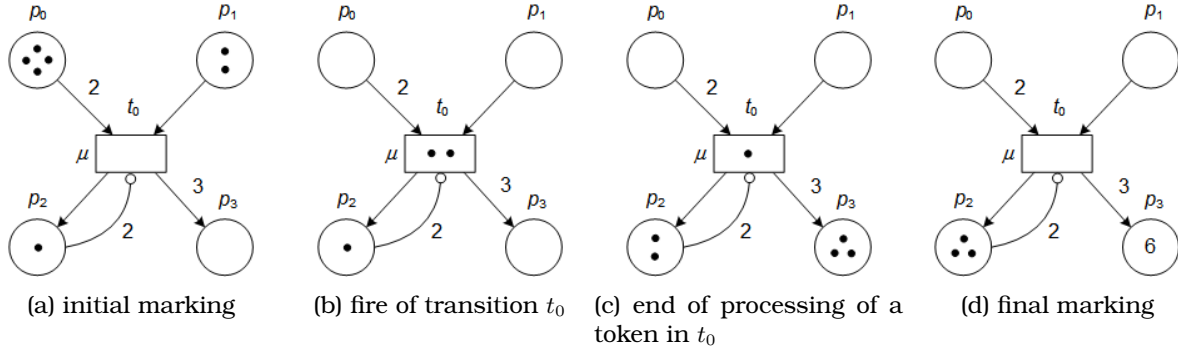 p0 p1 p0 p1 p0 p1 p0 p1
2 2 2 2
t0 t0 t0 t0
μ μ μ μ
3 3 3 3
p2 p3 p2 p3 p2 p3 p2 p3
2 2 2 2
6
(a) initial marking
(b) fire of transition t0
(c) end of processing of a
token in t0
(d) final marking